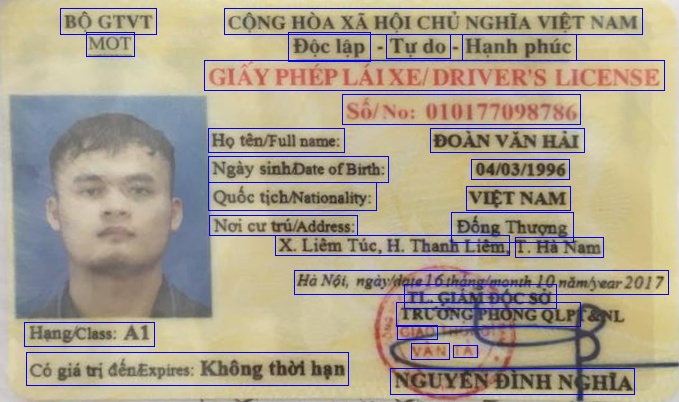 BỘ GTVT
MOT
CỘNG HÒA XÃ HỘI CHỦ NGHĨA VIỆT NAM
Độc lập - Tự do - Hạnh phúc
GIẤY PHÉP LÁI XE/ DRIVER'S LICENSE
Số/ No: 010177098786
Họ tên/Full name: ĐOÀN VĂN HẢI
Ngày sinh/Date of Birth: 04/03/1996
Quốc tịch/Nationality: VIỆT NAM
Nơi cư trú/Address: Đống Thượng
X. Liêm Túc, H. Thanh Liêm, T. Hà Nam
Hà Nội, ngày/date 16 tháng/month 10 năm/year 2017
TL. GIÁM ĐỐC SỞ
TRƯỞNG PHÒNG QLPT&NL
GIAO THÔNG
VẬN TẢI
Hạng/Class: A1
Có giá trị đến/Expires: Không thời hạn
NGUYỄN ĐÌNH NGHĨA